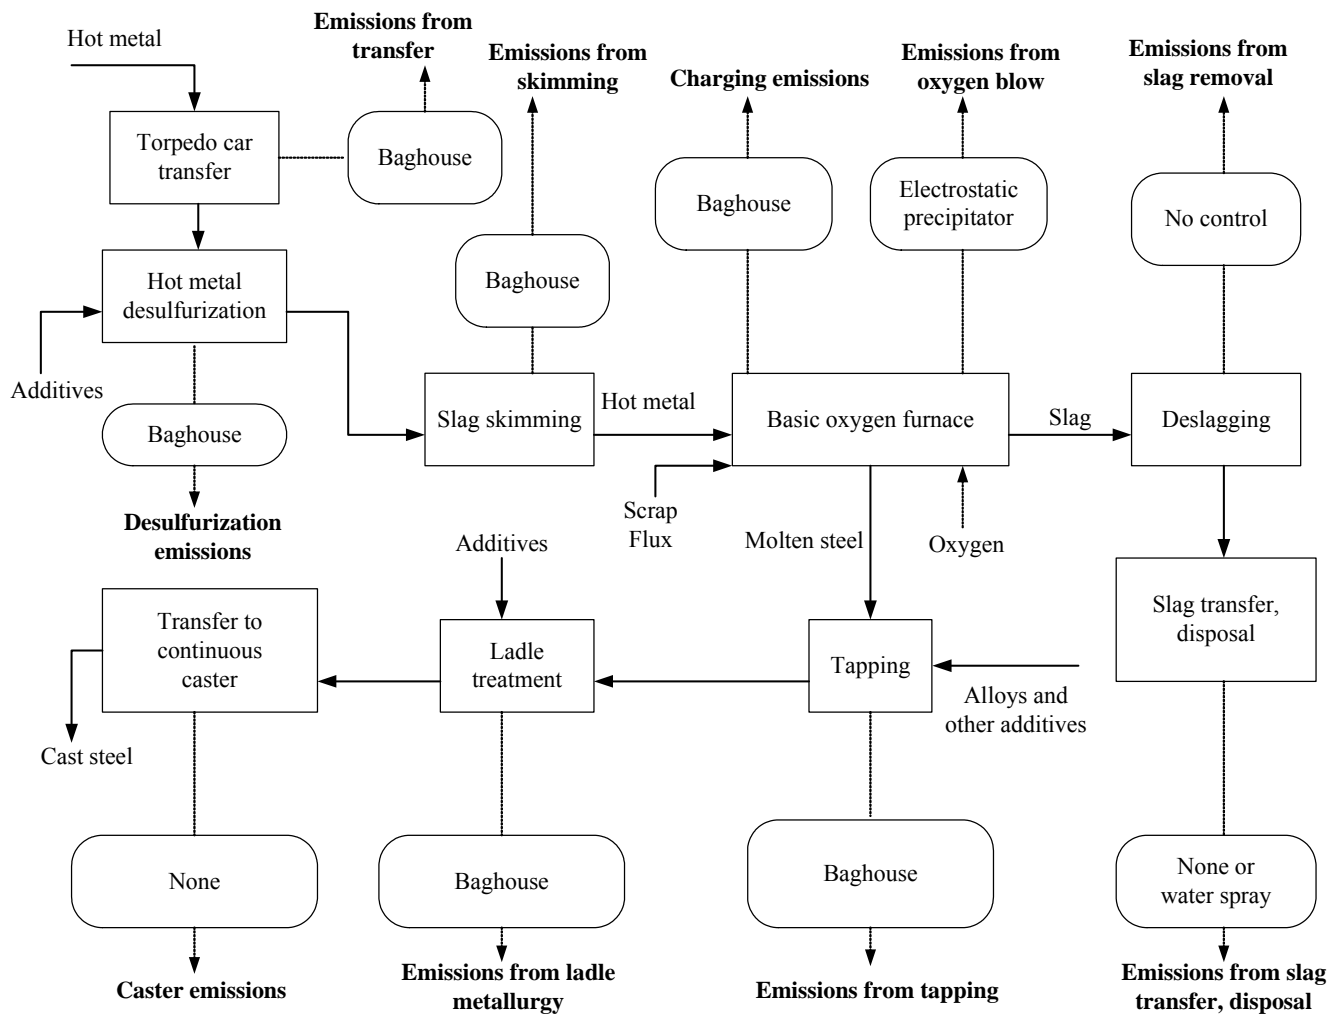 Hot metal
Emissions from
transfer
Emissions from
skimming
Charging emissions
Emissions from
oxygen blow
Emissions from
slag removal
Torpedo car
transfer
Baghouse
Baghouse
Electrostatic
precipitator
No control
Hot metal
desulfurization
Baghouse
Additives
Baghouse
Slag skimming
Hot metal
Basic oxygen furnace
Slag
Deslagging
Desulfurization
emissions
Additives
Scrap
Flux
Molten steel
Oxygen
Transfer to
continuous
caster
Ladle
treatment
Tapping
Slag transfer,
disposal
Alloys and
other additives
Cast steel
None
Baghouse
Baghouse
None or
water spray
Caster emissions
Emissions from ladle
metallurgy
Emissions from tapping
Emissions from slag
transfer, disposal